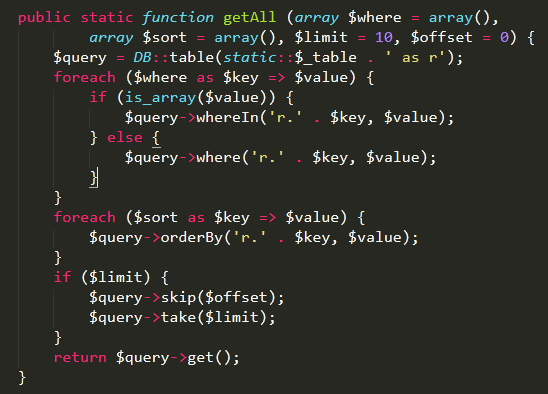 public static function getAll (array $where = array(),
        array $sort = array(), $limit = 10, $offset = 0) {
    $query = DB::table(static::$_table . ' as r');
    foreach ($where as $key => $value) {
        if (is_array($value)) {
            $query->whereIn('r.' . $key, $value);
        } else {
            $query->where('r.' . $key, $value);
        }
    }
    foreach ($sort as $key => $value) {
        $query->orderBy('r.' . $key, $value);
    }
    if ($limit) {
        $query->skip($offset);
        $query->take($limit);
    }
    return $query->get();
}